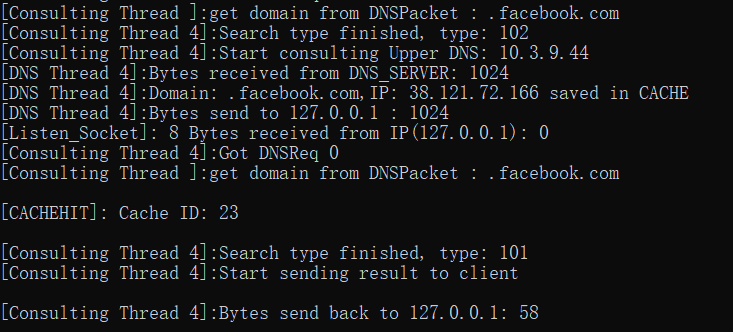 [Consulting Thread ]:get domain from DNSPacket : .facebook.com
[Consulting Thread 4]:Search type finished, type: 102
[Consulting Thread 4]:Start consulting Upper DNS: 10.3.9.44
[DNS Thread 4]:Bytes received from DNS_SERVER: 1024
[DNS Thread 4]:Domain: .facebook.com, IP: 38.121.72.166 saved in CACHE
[DNS Thread 4]:Bytes send to 127.0.0.1 : 1024
[Listen_Socket]: 8 Bytes received from IP(127.0.0.1): 0
[Consulting Thread 4]:Got DNSReq 0
[Consulting Thread ]:get domain from DNSPacket : .facebook.com
[CACHEHIT]: Cache ID: 23
[Consulting Thread 4]:Search type finished, type: 101
[Consulting Thread 4]:Start sending result to client
[Consulting Thread 4]:Bytes send back to 127.0.0.1: 58